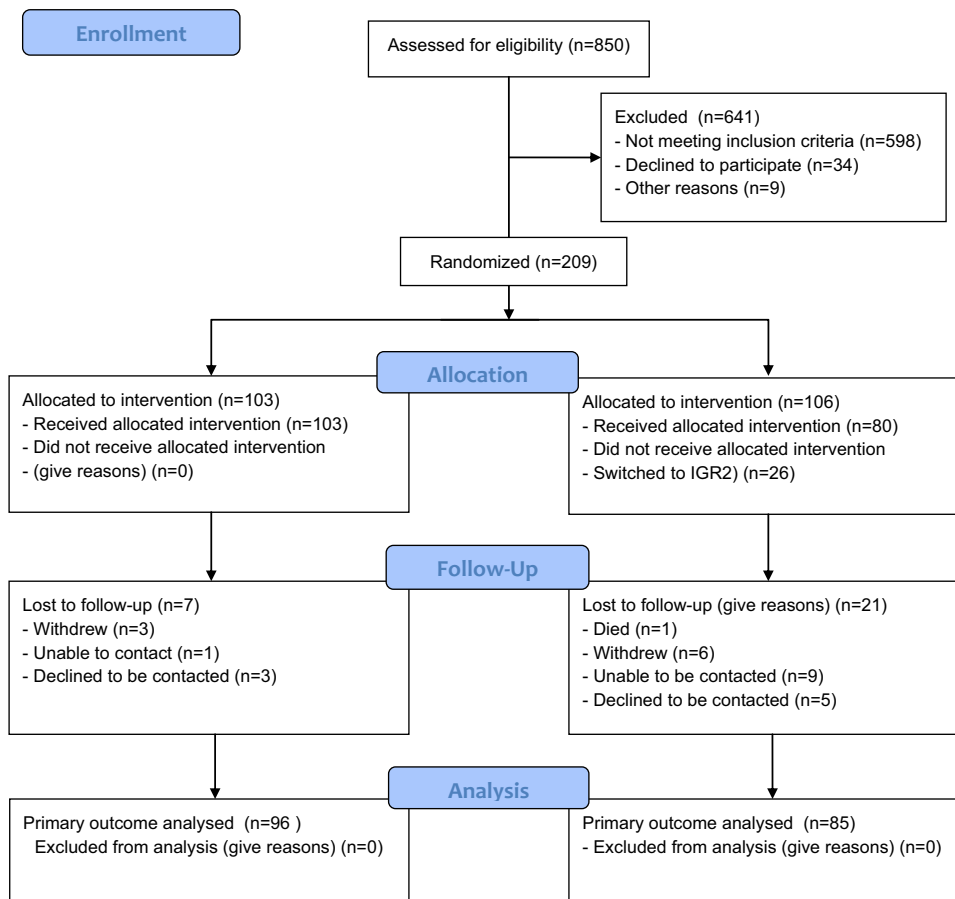 Enrollment
Assessed for eligibility (n=850)
Excluded (n=641)
- Not meeting inclusion criteria (n=598)
- Declined to participate (n=34)
- Other reasons (n=9)
Randomized (n=209)
Allocation
Allocated to intervention (n=103)
- Received allocated intervention (n=103)
- Did not receive allocated intervention
- (give reasons) (n=0)
Allocated to intervention (n=106)
- Received allocated intervention (n=80)
- Did not receive allocated intervention
- Switched to IGR2) (n=26)
Follow-Up
Lost to follow-up (n=7)
- Withdrew (n=3)
- Unable to contact (n=1)
- Declined to be contacted (n=3)
Lost to follow-up (give reasons) (n=21)
- Died (n=1)
- Withdrew (n=6)
- Unable to be contacted (n=9)
- Declined to be contacted (n=5)
Analysis
Primary outcome analysed (n=96 )
Excluded from analysis (give reasons) (n=0)
Primary outcome analysed (n=85)
- Excluded from analysis (give reasons) (n=0)